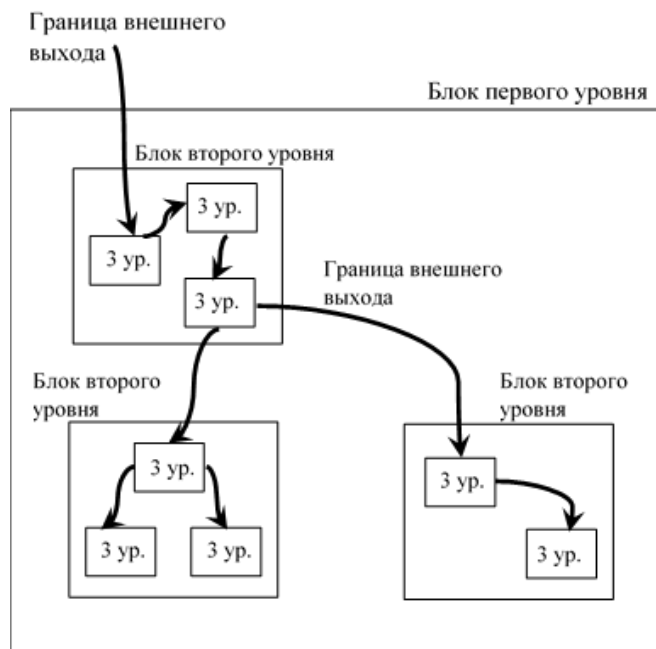 Граница внешнего
выхода
Блок первого уровня
Блок второго уровня
3 ур.
3 ур.
3 ур.
Граница внешнего
выхода
Блок второго
уровня
3 ур.
3 ур.
3 ур.
Блок второго
уровня
3 ур.
3 ур.